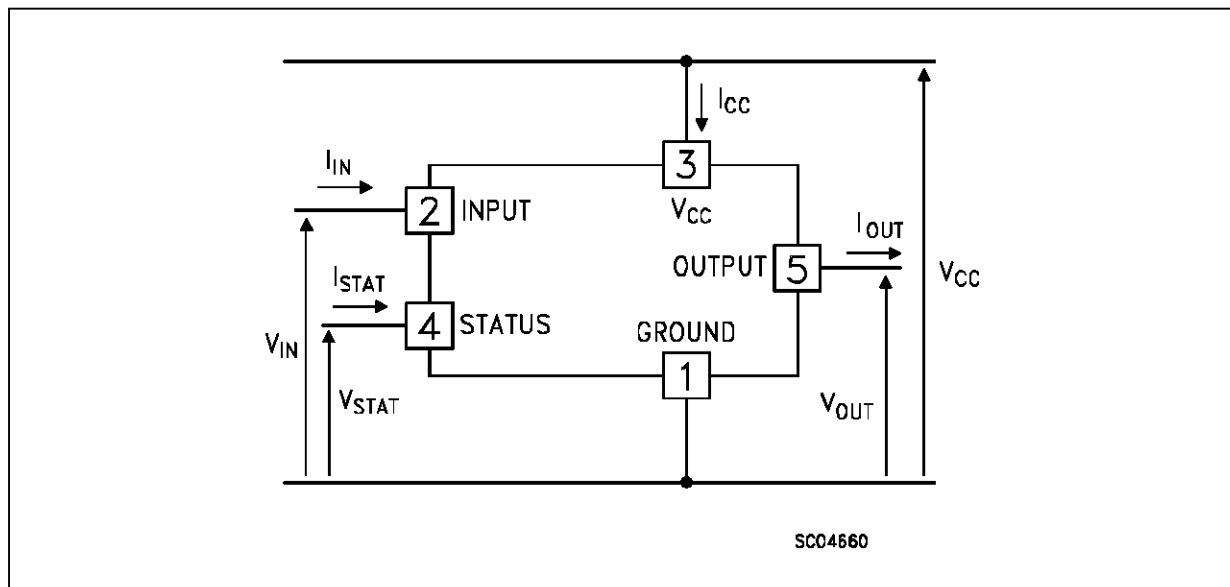 I_CC
3
V_CC
I_IN
2 INPUT
I_OUT
OUTPUT 5
V_CC
I_STAT
4 STATUS
V_IN
GROUND
1
V_STAT
V_OUT
SC04660